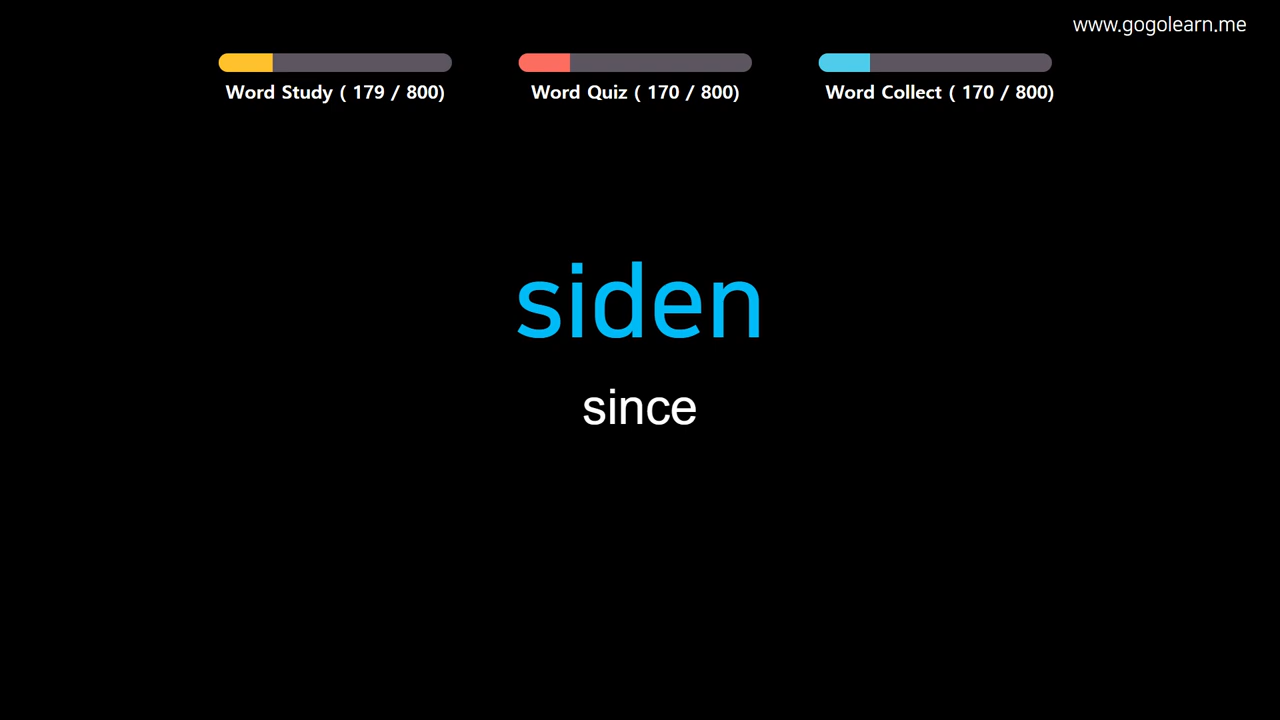 www.gogolearn.me
Word Study ( 179 / 800)
Word Quiz ( 170 / 800)
Word Collect ( 170 / 800)
siden
since